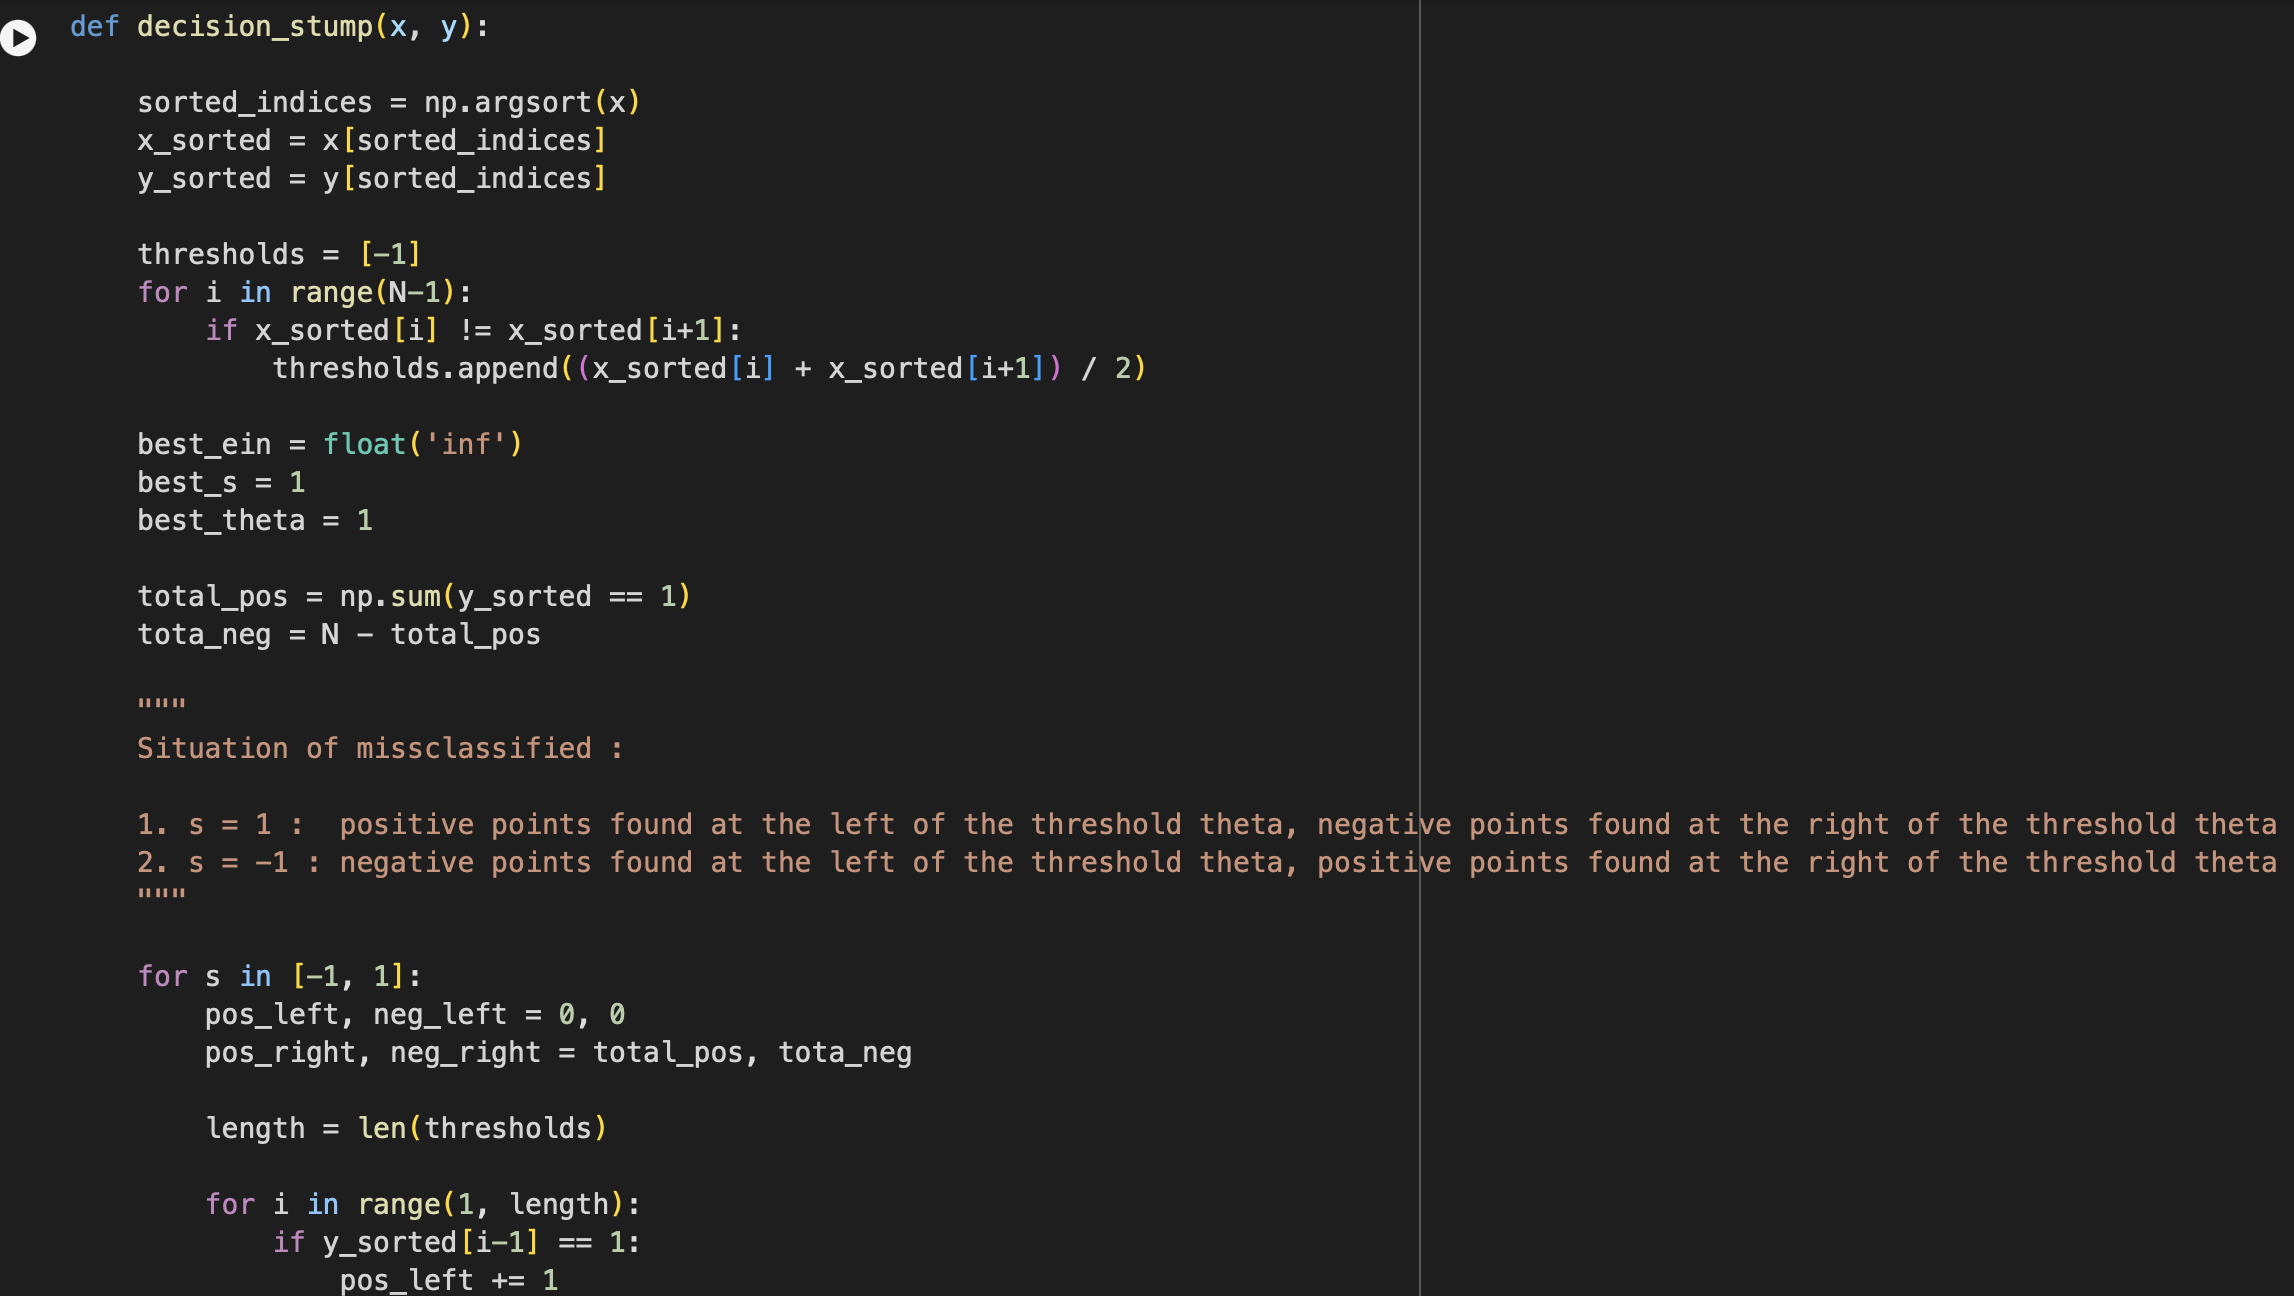 def decision_stump(x, y):
sorted_indices = np.argsort(x)
x_sorted = x[sorted_indices]
y_sorted = y[sorted_indices]
thresholds = [-1]
for i in range(N-1):
if x_sorted[i] != x_sorted[i+1]:
thresholds.append((x_sorted[i] + x_sorted[i+1]) / 2)
best_ein = float('inf')
best_s = 1
best_theta = 1
total_pos = np.sum(y_sorted == 1)
tota_neg = N - total_pos
"""
Situation of missclassified :
1. s = 1 :  positive points found at the left of the threshold theta, negative points found at the right of the threshold theta
2. s = -1 : negative points found at the left of the threshold theta, positive points found at the right of the threshold theta
"""
for s in [-1, 1]:
pos_left, neg_left = 0, 0
pos_right, neg_right = total_pos, tota_neg
length = len(thresholds)
for i in range(1, length):
if y_sorted[i-1] == 1:
pos_left += 1